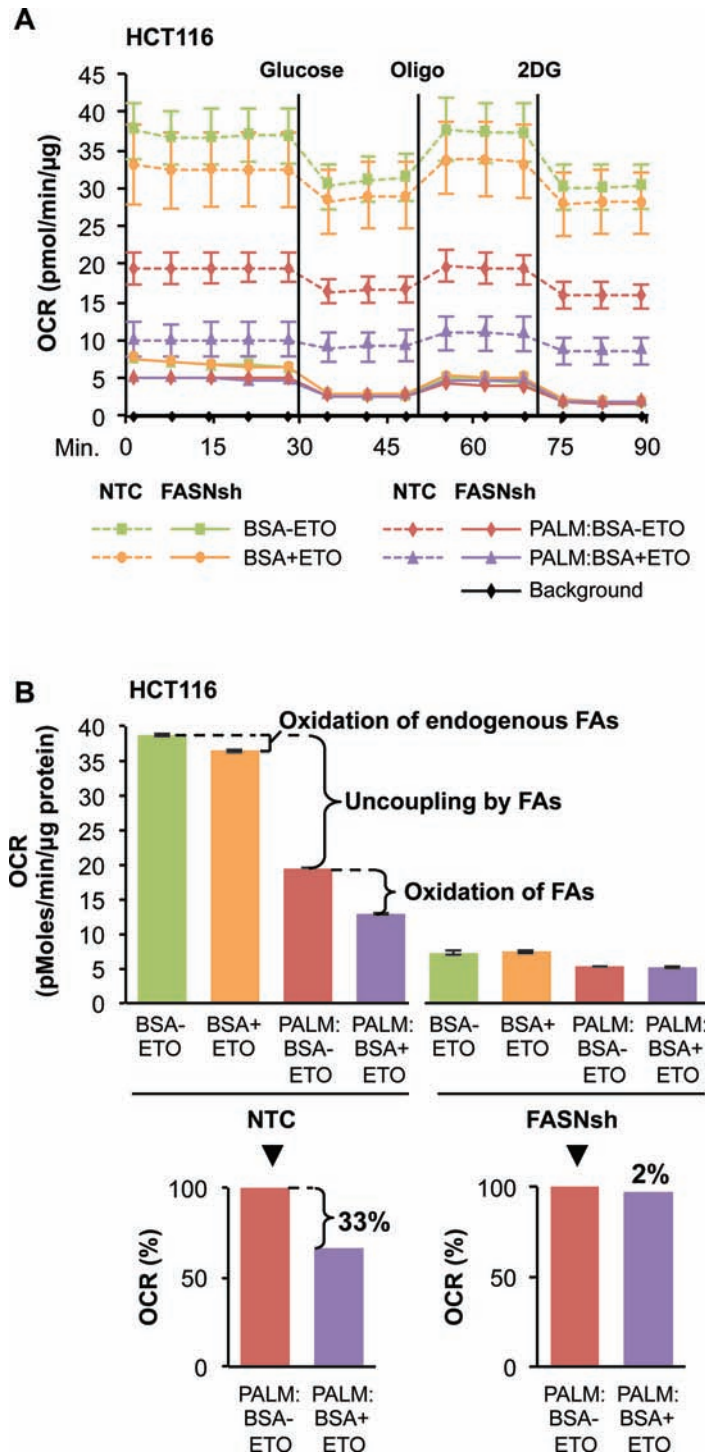 A
HCT116
Glucose Oligo 2DG
OCR (pmol/min/µg)
45
40
35
30
25
20
15
10
5
0
Min. 0 15 30 45 60 75 90
NTC FASNsh NTC FASNsh
BSA-ETO PALM:BSA-ETO
BSA+ETO PALM:BSA+ETO
Background
B
HCT116
OCR
(pMoles/min/µg protein)
40
35
30
25
20
15
10
5
0
Oxidation of endogenous FAs
Uncoupling by FAs
Oxidation of FAs
BSA- BSA+ PALM: PALM: BSA- BSA+ PALM: PALM:
ETO ETO BSA- BSA+ ETO ETO BSA- BSA+
ETO ETO ETO ETO
NTC FASNsh
OCR (%)
100
50
0
33%
PALM: PALM:
BSA- BSA+
ETO ETO
OCR (%)
100
50
0
2%
PALM: PALM:
BSA- BSA+
ETO ETO